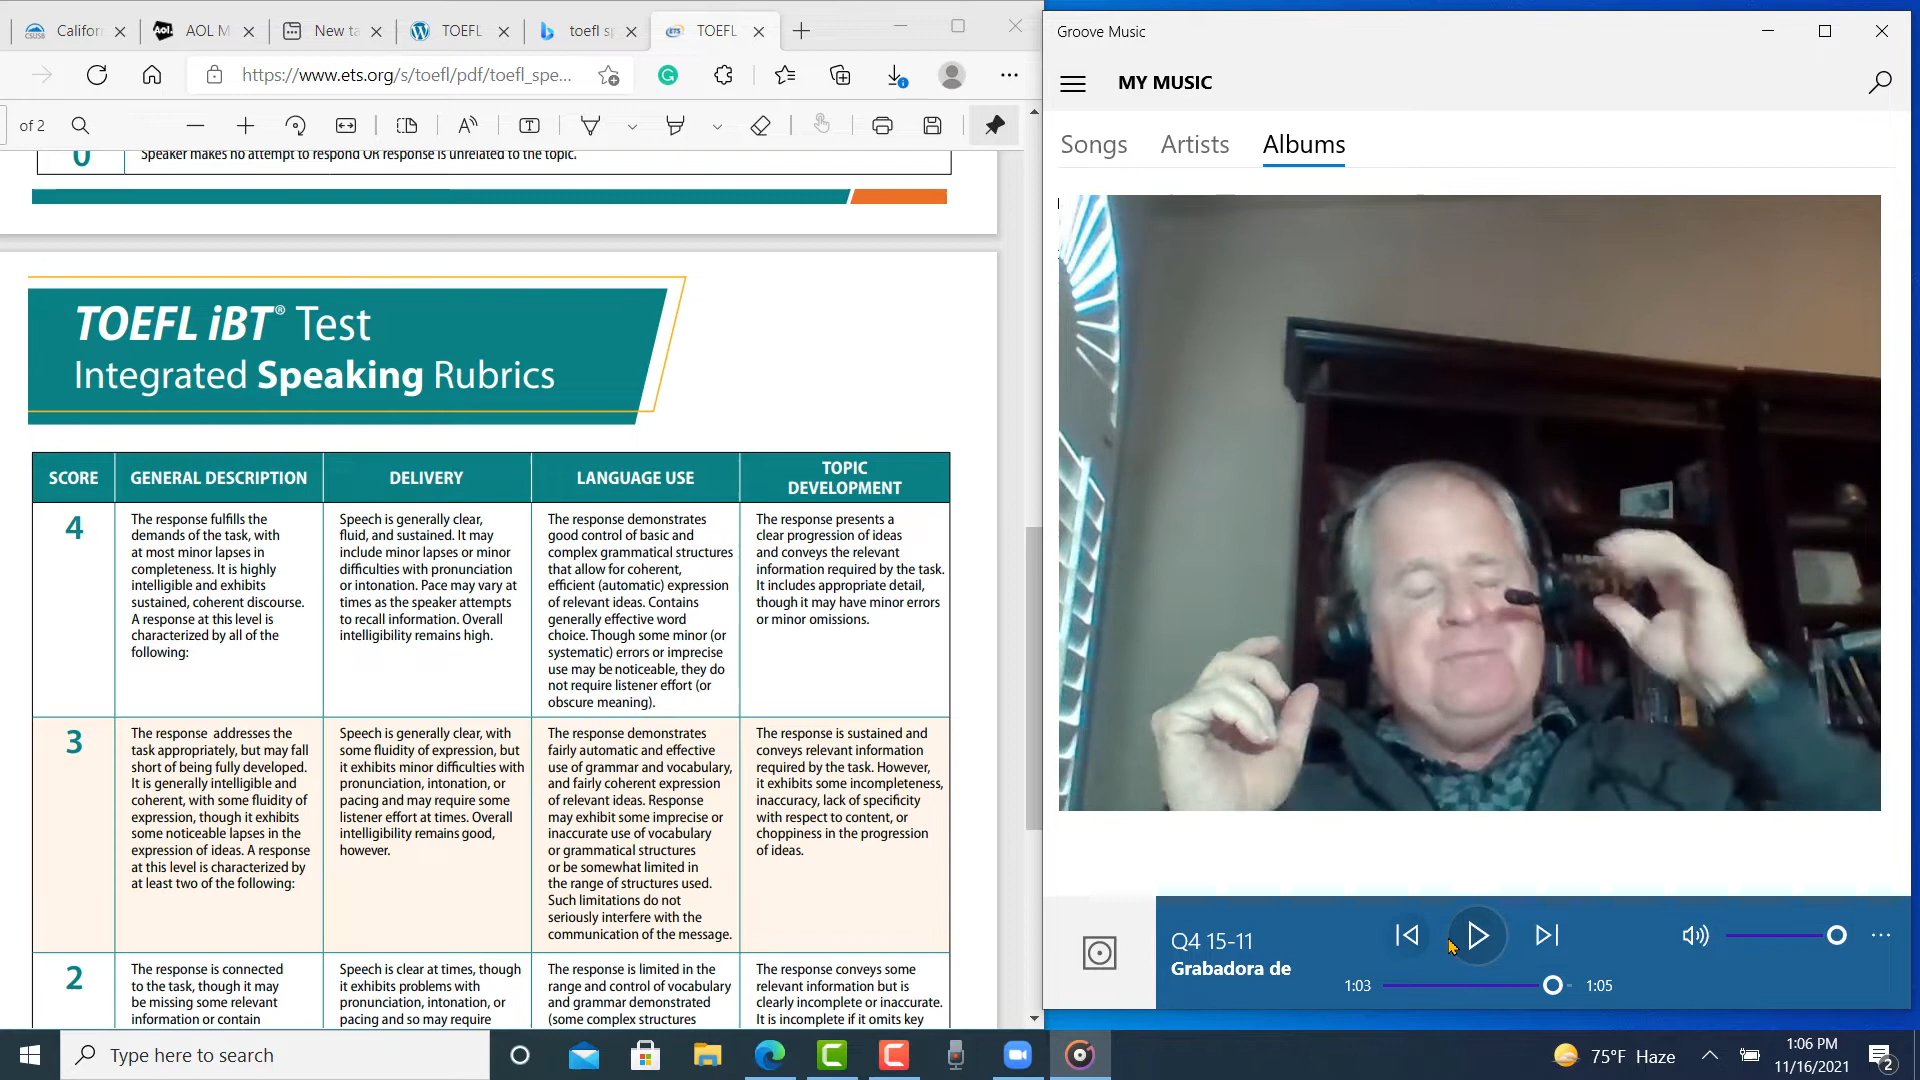 Califor
AOL M
New ta
TOEFL
toefl sp
TOEFL
https://www.ets.org/s/toefl/pdf/toefl_spe...
of 2
0
Speaker makes no attempt to respond OR response is unrelated to the topic.
TOEFL iBT® Test
Integrated Speaking Rubrics
SCORE
GENERAL DESCRIPTION
DELIVERY
LANGUAGE USE
TOPIC
DEVELOPMENT
4
The response fulfills the
demands of the task, with
at most minor lapses in
completeness. It is highly
intelligible and exhibits
sustained, coherent discourse.
A response at this level is
characterized by all of the
following:
Speech is generally clear,
fluid, and sustained. It may
include minor lapses or minor
difficulties with pronunciation
or intonation. Pace may vary at
times as the speaker attempts
to recall information. Overall
intelligibility remains high.
The response demonstrates
good control of basic and
complex grammatical structures
that allow for coherent,
efficient (automatic) expression
of relevant ideas. Contains
generally effective word
choice. Though some minor (or
systematic) errors or imprecise
use may be noticeable, they do
not require listener effort (or
obscure meaning).
The response presents a
clear progression of ideas
and conveys the relevant
information required by the task.
It includes appropriate detail,
though it may have minor errors
or minor omissions.
3
The response addresses the
task appropriately, but may fall
short of being fully developed.
It is generally intelligible and
coherent, with some fluidity of
expression, though it exhibits
some noticeable lapses in the
expression of ideas. A response
at this level is characterized by
at least two of the following:
Speech is generally clear, with
some fluidity of expression, but
it exhibits minor difficulties with
pronunciation, intonation, or
pacing and may require some
listener effort at times. Overall
intelligibility remains good,
however.
The response demonstrates
fairly automatic and effective
use of grammar and vocabulary,
and fairly coherent expression
of relevant ideas. Response
may exhibit some imprecise or
inaccurate use of vocabulary
or grammatical structures
or be somewhat limited in
the range of structures used.
Such limitations do not
seriously interfere with the
communication of the message.
The response is sustained and
conveys relevant information
required by the task. However,
it exhibits some incompleteness,
inaccuracy, lack of specificity
with respect to content, or
choppiness in the progression
of ideas.
2
The response is connected
to the task, though it may
be missing some relevant
information or contain
Speech is clear at times, though
it exhibits problems with
pronunciation, intonation, or
pacing and so may require
The response is limited in the
range and control of vocabulary
and grammar demonstrated
(some complex structures
The response conveys some
relevant information but is
clearly incomplete or inaccurate.
It is incomplete if it omits key
Groove Music
MY MUSIC
Songs
Artists
Albums
Q4 15-11
Grabadora de
1:03
1:05
Type here to search
75°F Haze
1:06 PM
11/16/2021
2